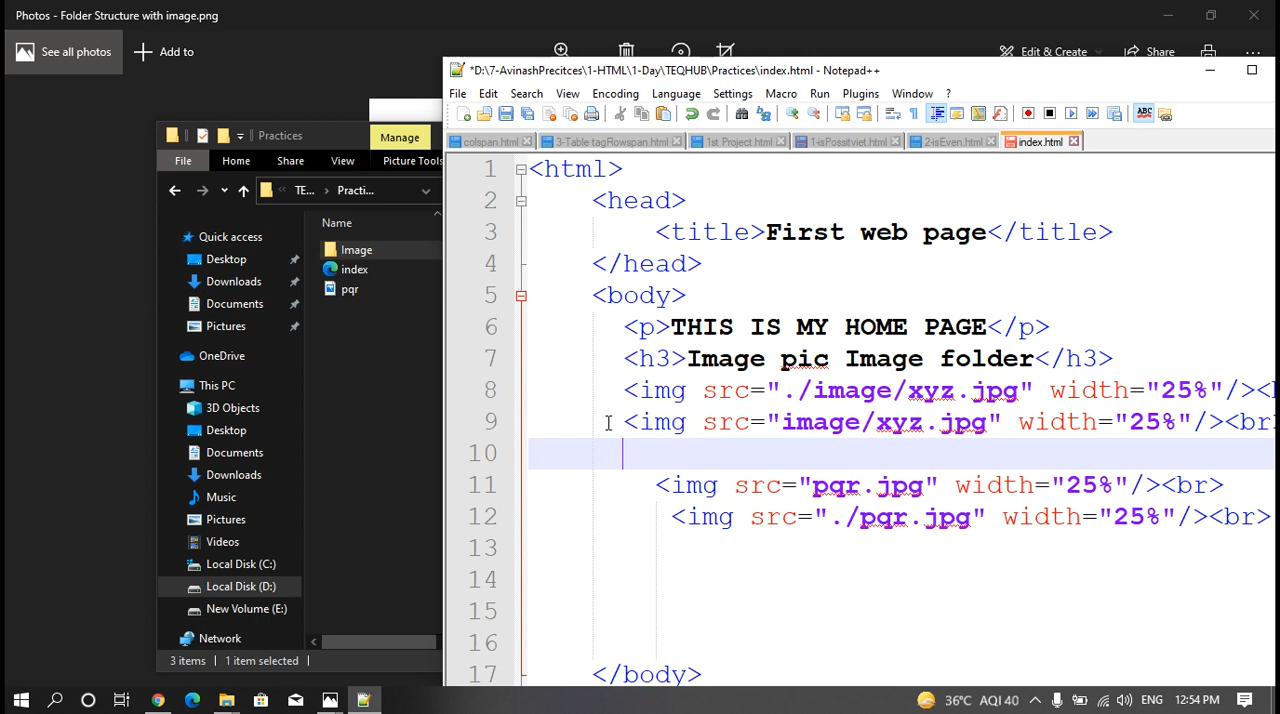 Photos - Folder Structure with image.png
See all photos
Add to
Edit & Create
Share
*D:\7-AvinashPrecitces\1-HTML\1-Day\TEQHUB\Practices\index.html - Notepad++
File Edit Search View Encoding Language Settings Macro Run Plugins Window ?
ABC
colspan.html 3-Table tagRowspan.html 1st Project.html 1-isPossitviet.html 2-isEven.html index.html
Practices
Manage
File Home Share View Picture Tools
TE... Practi...
Name
Image
index
pqr
Quick access
Desktop
Downloads
Documents
Pictures
OneDrive
This PC
3D Objects
Desktop
Documents
Downloads
Music
Pictures
Videos
Local Disk (C:)
Local Disk (D:)
New Volume (E:)
Network
3 items 1 item selected
1 <html>
2 <head>
3 <title>First web page</title>
4 </head>
5 <body>
6 <p>THIS IS MY HOME PAGE</p>
7 <h3>Image pic Image folder</h3>
8 <img src="./image/xyz.jpg" width="25%"/><b
9 <img src="image/xyz.jpg" width="25%"/><br>
10
11 <img src="pqr.jpg" width="25%"/><br>
12 <img src="./pqr.jpg" width="25%"/><br>
13
14
15
16
17 </body>
36°C AQI 40 ENG 12:54 PM